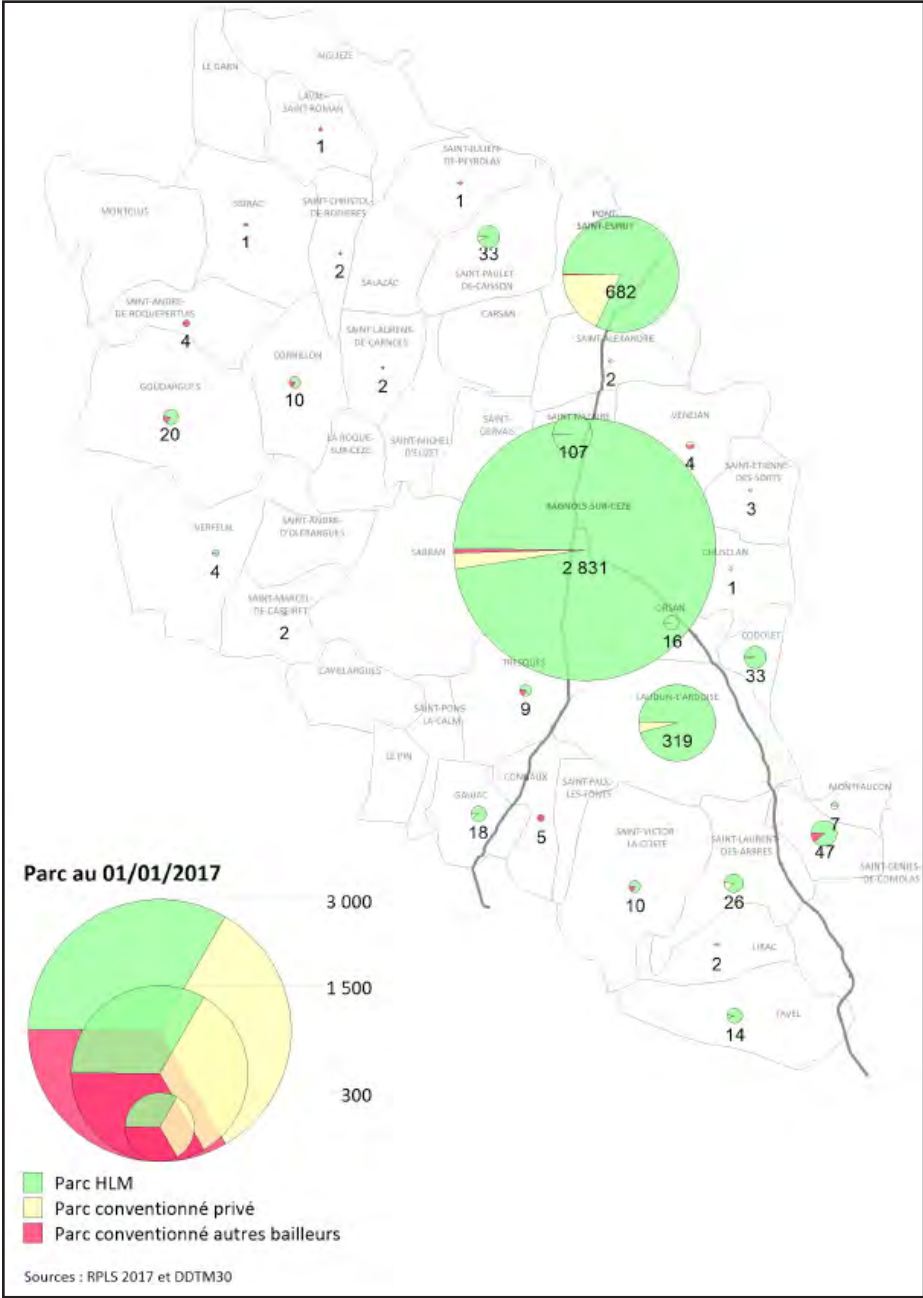 LE GARN
AIGUEZE
LAVAL-
SAINT-ROMAN
1
SAINT-JULIEN-
DE-PEYROLAS
1
MONTCLUS
ISSIRAC
1
SAINT-CHRISTOL-
DE-RODIERES
2
SALAZAC
33
SAINT-PAULET
DE-CAISSON
PONT-
SAINT-ESPRIT
682
SAINT-ANDRE-
DE ROQUEPERTUIS
4
CORNILLON
10
SAINT-LAURENT-
DE-CARNOLS
2
CARSAN
SAINT-ALEXANDRE
2
GOUDARGUES
20
LA ROQUE-
SUR-CEZE
SAINT-MICHEL
D'EUZET
SAINT-
GERVAIS
SAINT-NAZAIRE
107
VENEJAN
4
SAINT-ETIENNE-
DES-SORTS
3
VERFEUIL
4
SAINT-ANDRE-
D'OLERARGUES
SABRAN
BAGNOLS-SUR-CEZE
2 831
CHUSCLAN
1
SAINT-MARCEL-
DE-CAREIRET
2
ORSAN
16
CODOLET
33
CAVILLARGUES
TRESQUES
9
LAUDUN-L'ARDOISE
319
SAINT-PONS-
LA-CALM
LE PIN
GAUJAC
18
CONNAUX
5
SAINT-PAUL-
LES-FONTS
MONTFAUCON
7
SAINT-VICTOR
LA-COSTE
10
SAINT-LAURENT
DES-ARBRES
26
47
SAINT-GENIES-
DE-COMOLAS
LIRAC
2
TAVEL
14
Parc au 01/01/2017
3 000
1 500
300
Parc HLM
Parc conventionné privé
Parc conventionné autres bailleurs
Sources : RPLS 2017 et DDTM30